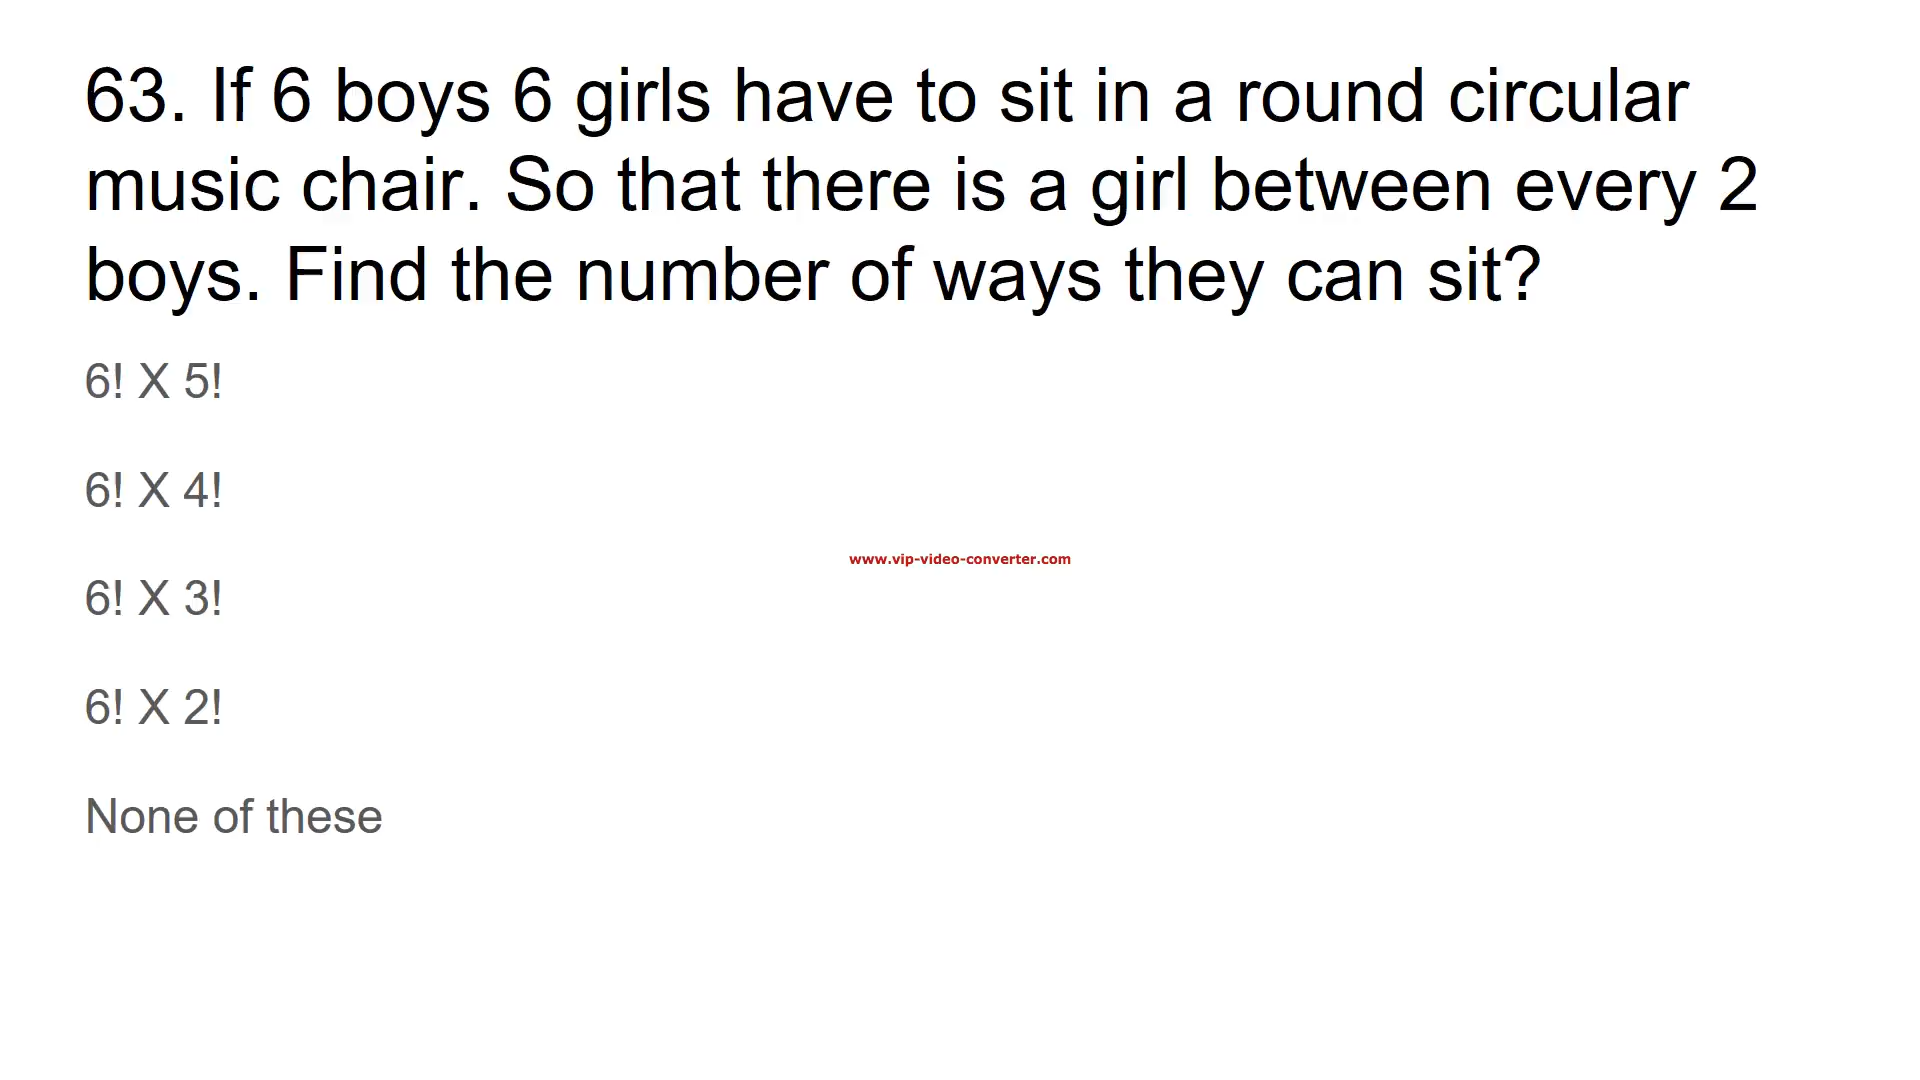 63. If 6 boys 6 girls have to sit in a round circular
music chair. So that there is a girl between every 2
boys. Find the number of ways they can sit?
6! X 5!
6! X 4!
www.vip-video-converter.com
6! X 3!
6! X 2!
None of these